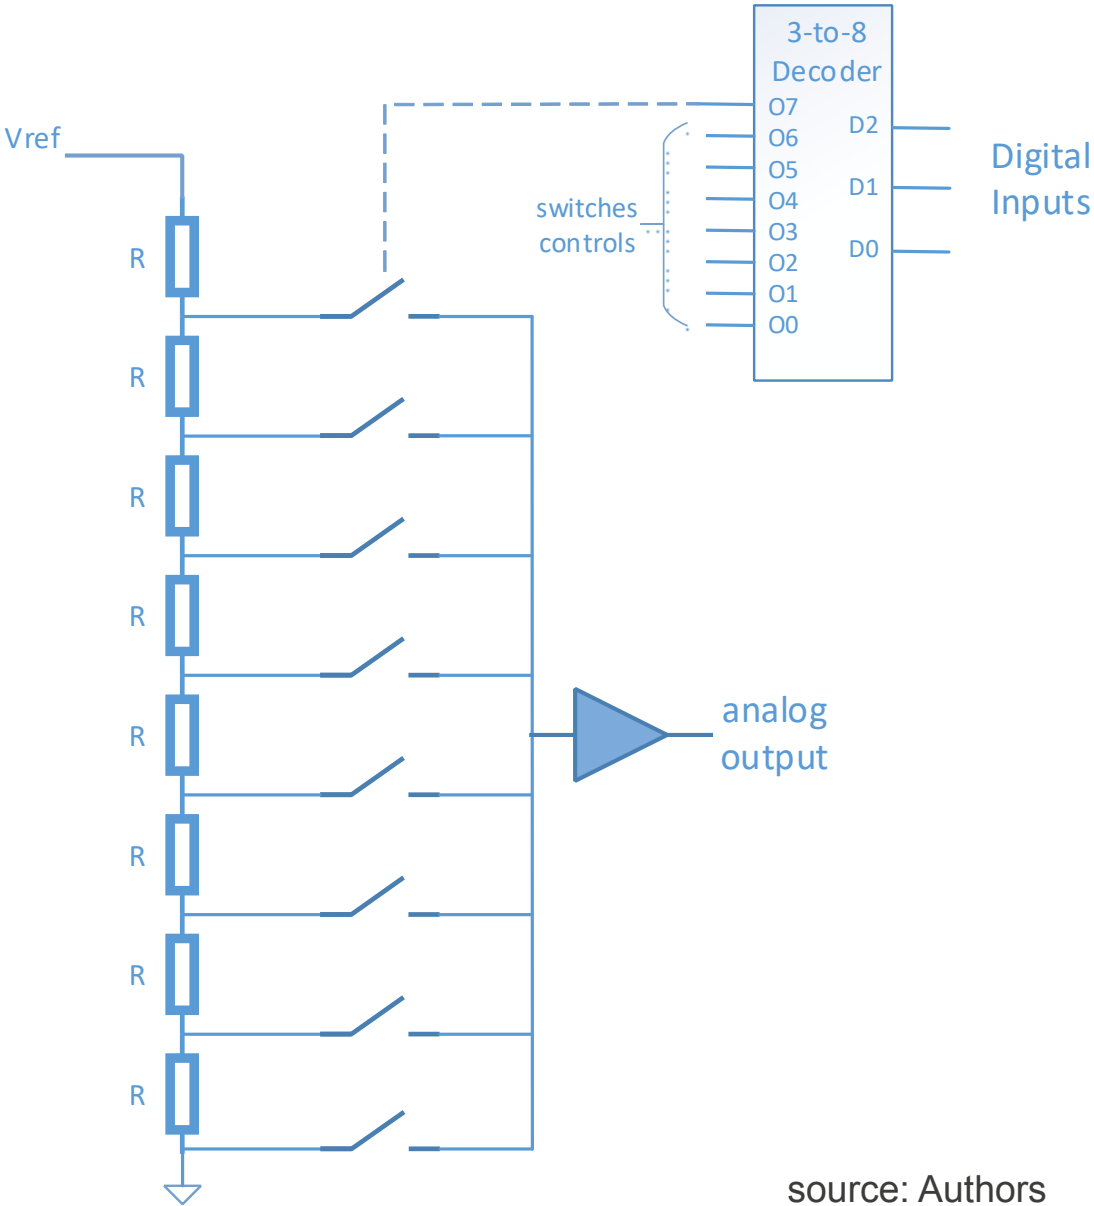 3-to-8
Decoder
O7
O6
O5
O4
O3
O2
O1
O0
D2
D1
D0
Digital
Inputs
switches
controls
Vref
R
R
R
R
R
R
R
R
analog
output
source: Authors